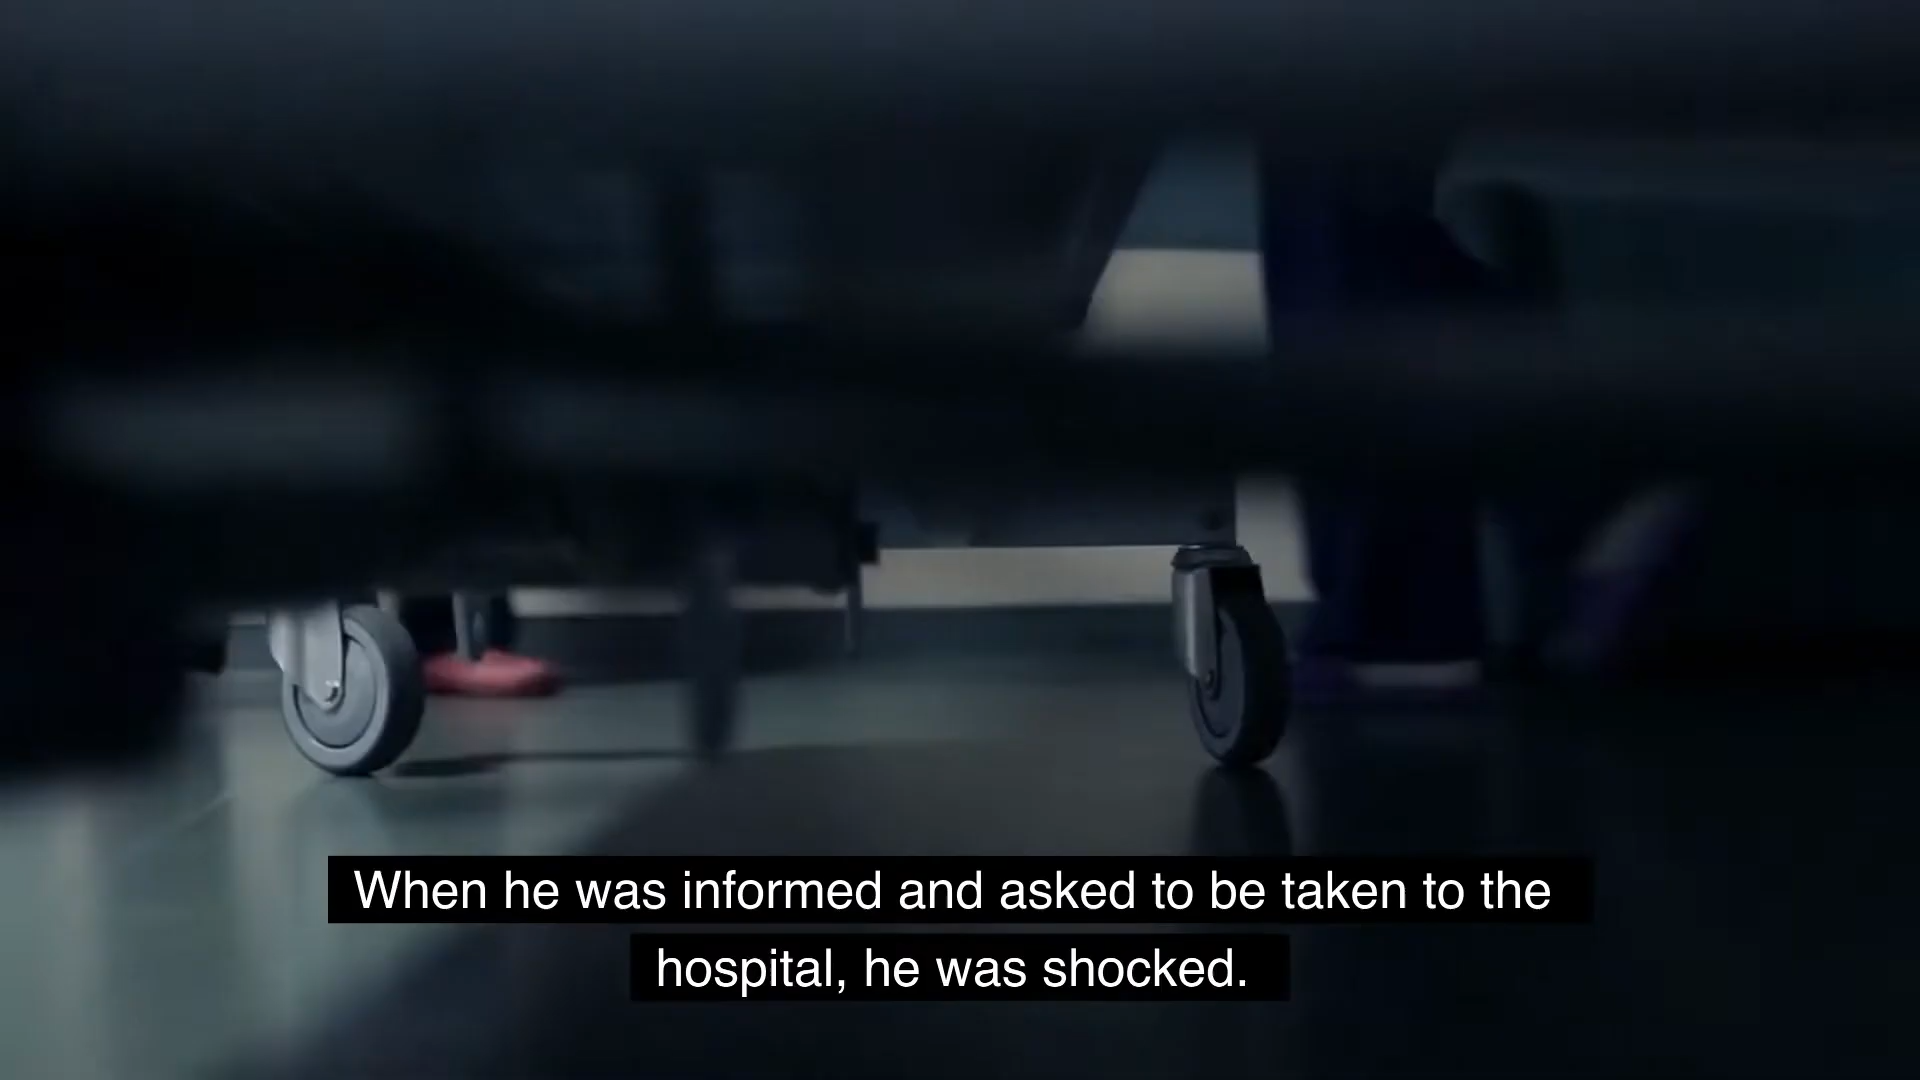 When he was informed and asked to be taken to the
hospital, he was shocked.